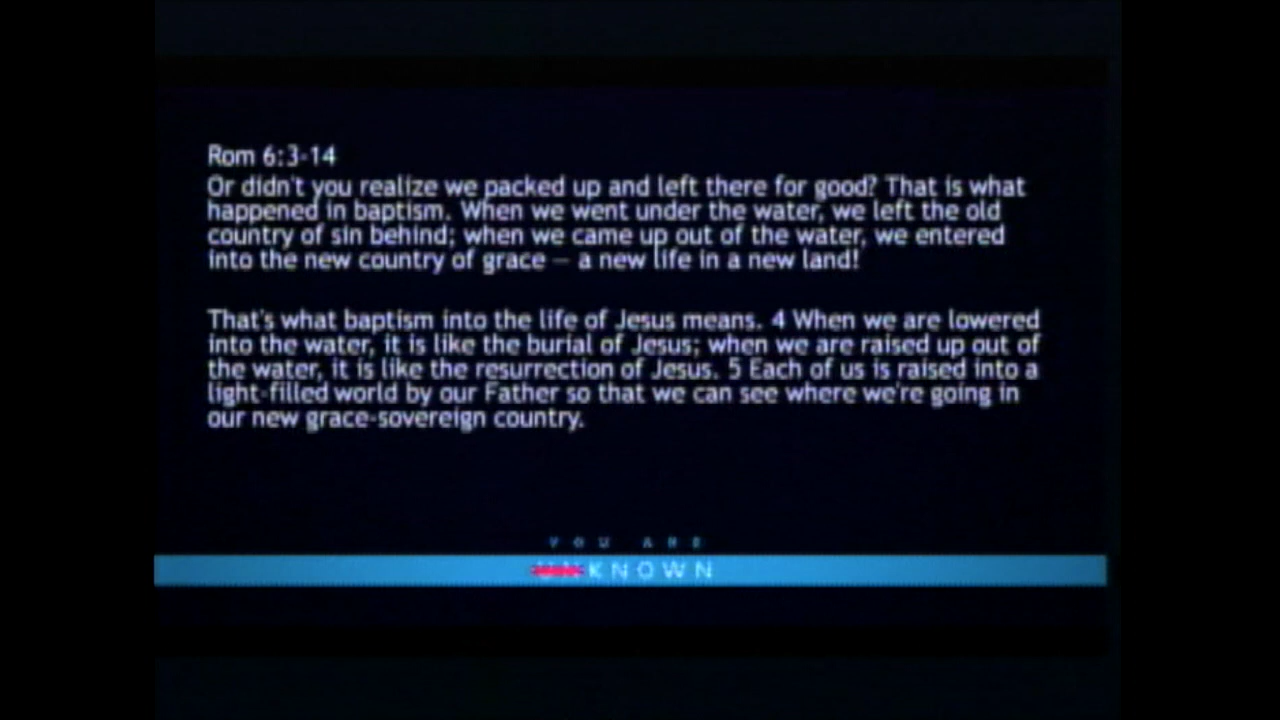 Rom 6:3-14
Or didn't you realize we packed up and left there for good? That is what
happened in baptism. When we went under the water, we left the old
country of sin behind; when we came up out of the water, we entered
into the new country of grace – a new life in a new land!
That's what baptism into the life of Jesus means. 4 When we are lowered
into the water, it is like the burial of Jesus; when we are raised up out of
the water, it is like the resurrection of Jesus. 5 Each of us is raised into a
light-filled world by our Father so that we can see where we're going in
our new grace-sovereign country.
YOU ARE
KNOWN